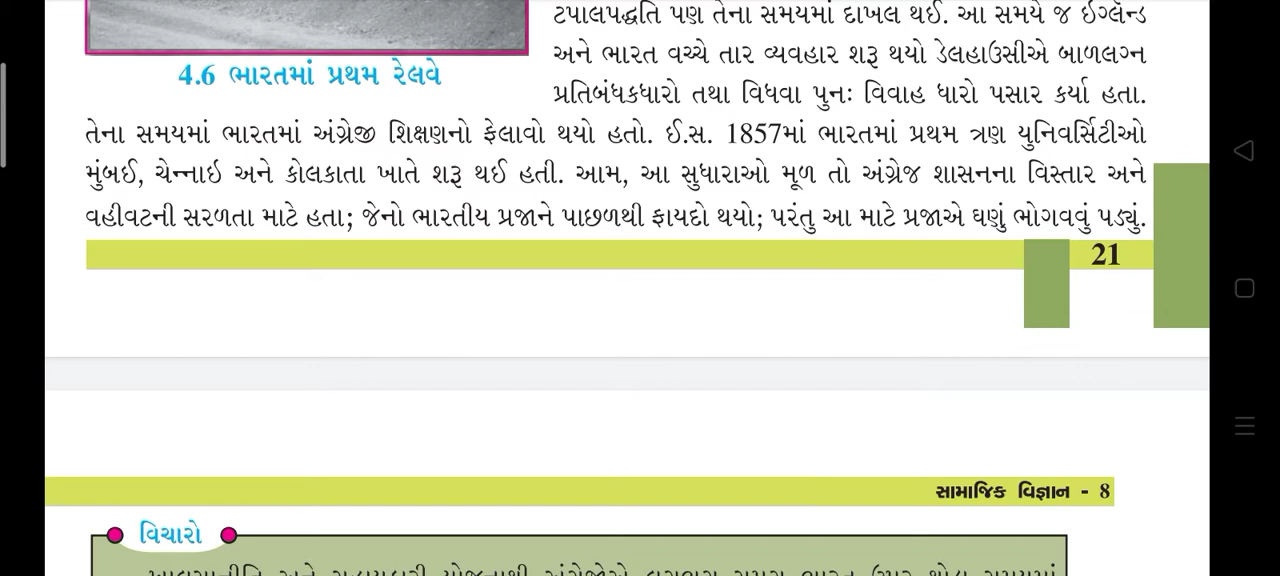 ટપાલપદ્ધતિ પણ તેના સમયમાં દાખલ થઈ. આ સમયે જ ઇંગ્લૅન્ડ
અને ભારત વચ્ચે તાર વ્યવહાર શરૂ થયો ડેલહાઉસીએ બાળલગ્ન
4.6 ભારતમાં પ્રથમ રેલવે
પ્રતિબંધકધારો તથા વિધવા પુનઃ વિવાહ ધારો પસાર કર્યા હતા.
તેના સમયમાં ભારતમાં અંગ્રેજી શિક્ષણનો ફેલાવો થયો હતો. ઈ.સ. 1857માં ભારતમાં પ્રથમ ત્રણ યુનિવર્સિટીઓ
મુંબઈ, ચેન્નાઇ અને કોલકાતા ખાતે શરૂ થઈ હતી. આમ, આ સુધારાઓ મૂળ તો અંગ્રેજ શાસનના વિસ્તાર અને
વહીવટની સરળતા માટે હતા; જેનો ભારતીય પ્રજાને પાછળથી ફાયદો થયો; પરંતુ આ માટે પ્રજાએ ઘણું ભોગવવું પડ્યું.
21
સામાજિક વિજ્ઞાન - 8
વિચારો